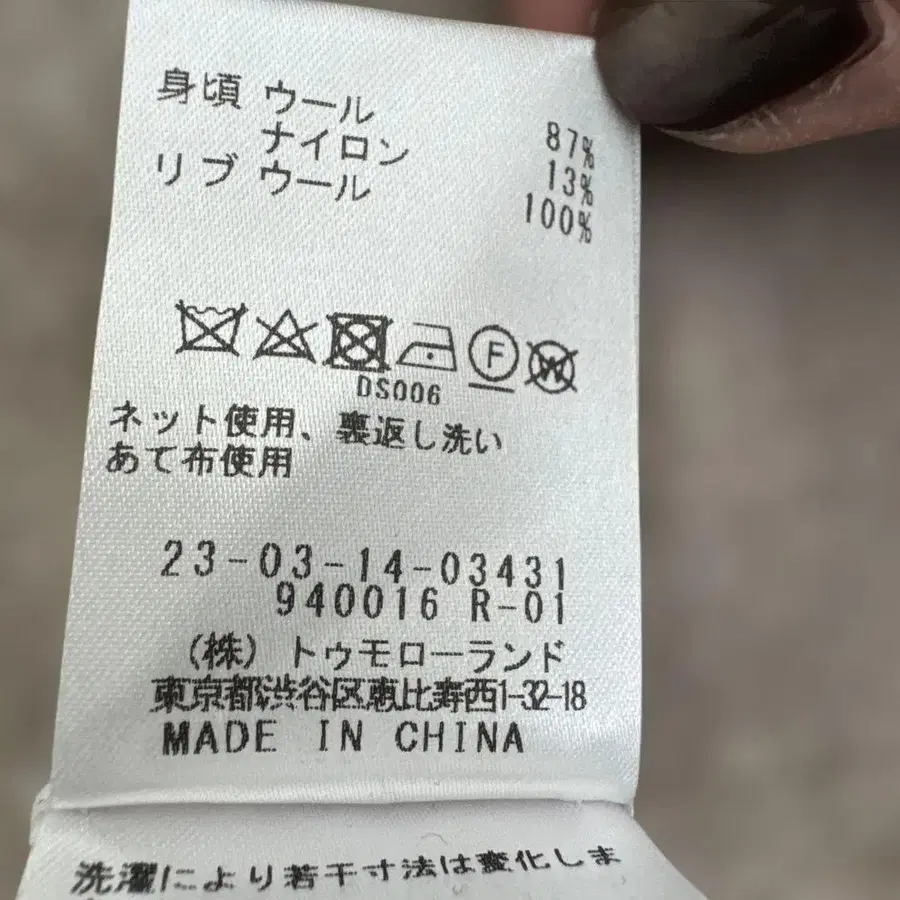 身頃 ウール 87%
ナイロン 13%
リブ ウール 100%
F
W
DS006
ネット使用、裏返し洗い
あて布使用
23-03-14-03431
940016 R-01
(株) トゥモローランド
東京都渋谷区恵比寿西1-32-18
MADE IN CHINA
洗濯により若干寸法は変化しま